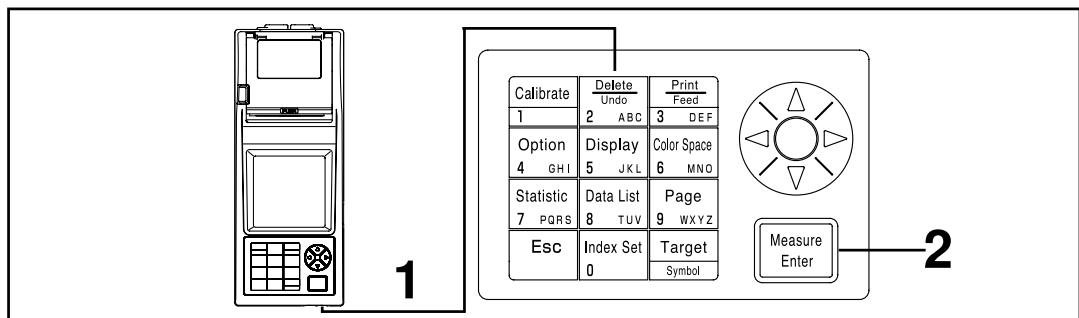 Calibrate
1
Delete
Undo
2 ABC
Print
Feed
3 DEF
Option
4 GHI
Display
5 JKL
Color Space
6 MNO
Statistic
7 PQRS
Data List
8 TUV
Page
9 WXYZ
Esc
Index Set
0
Target
Symbol
Measure
Enter
1
2